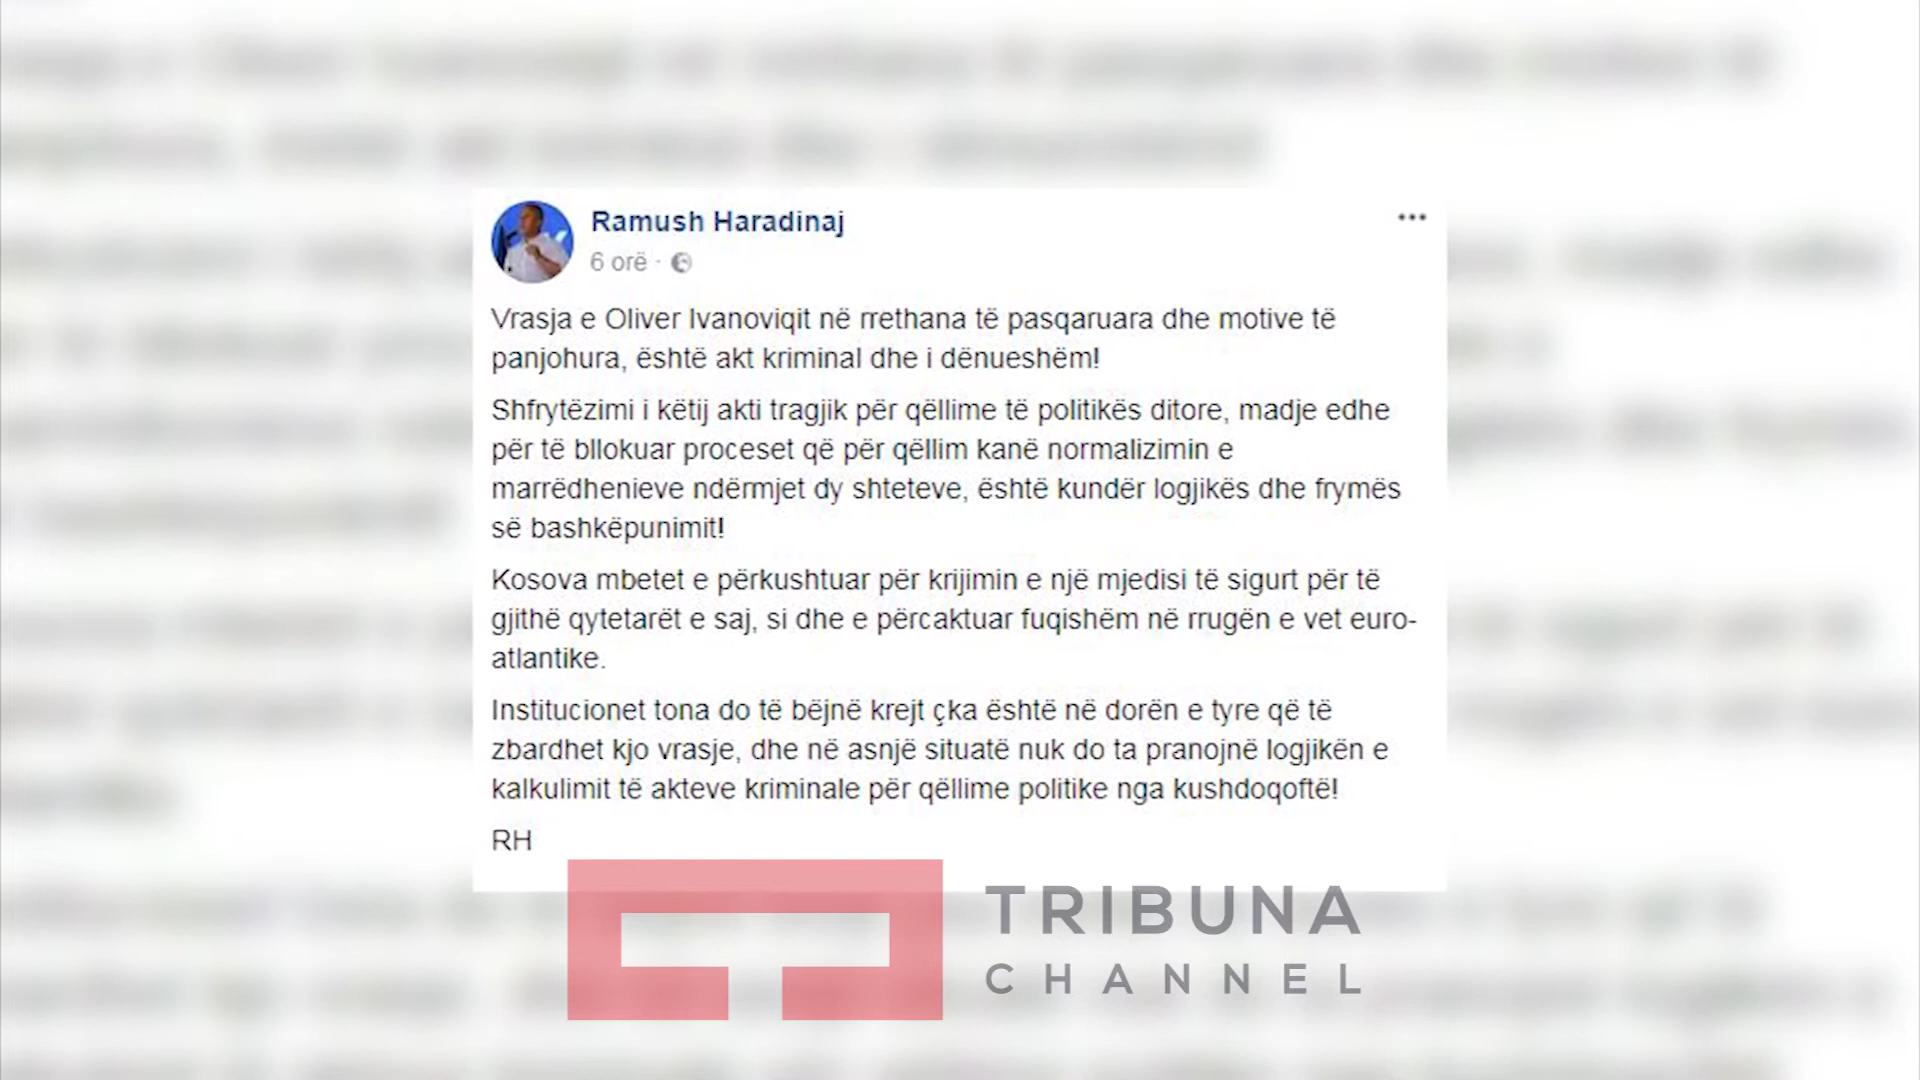 Ramush Haradinaj
6 orë ·
Vrasja e Oliver Ivanoviqit në rrethana të pasqaruara dhe motive të
panjohura, është akt kriminal dhe i dënueshëm!
Shfrytëzimi i këtij akti tragjik për qëllime të politikës ditore, madje edhe
për të bllokuar proceset që për qëllim kanë normalizimin e
marrëdhenieve ndërmjet dy shteteve, është kundër logjikës dhe frymës
së bashkëpunimit!
Kosova mbetet e përkushtuar për krijimin e një mjedisi të sigurt për të
gjithë qytetarët e saj, si dhe e përcaktuar fuqishëm në rrugën e vet euro-
atlantike.
Institucionet tona do të bëjnë krejt çka është në dorën e tyre që të
zbardhet kjo vrasje, dhe në asnjë situatë nuk do ta pranojnë logjikën e
kalkulimit të akteve kriminale për qëllime politike nga kushdoqoftë!
RH
TRIBUNA
CHANNEL